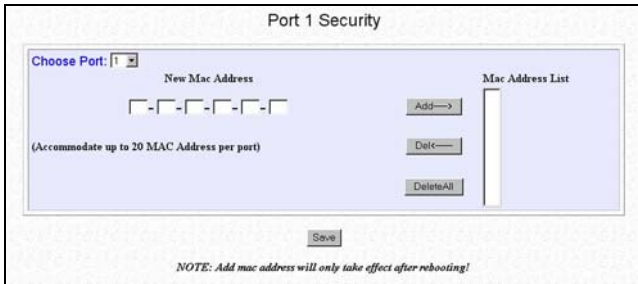 Port 1 Security
Choose Port: 1
New Mac Address
Mac Address List
- - - - -
Add---->
(Accommodate up to 20 MAC Address per port)
Del<----
DeleteAll
Save
NOTE: Add mac address will only take effect after rebooting!